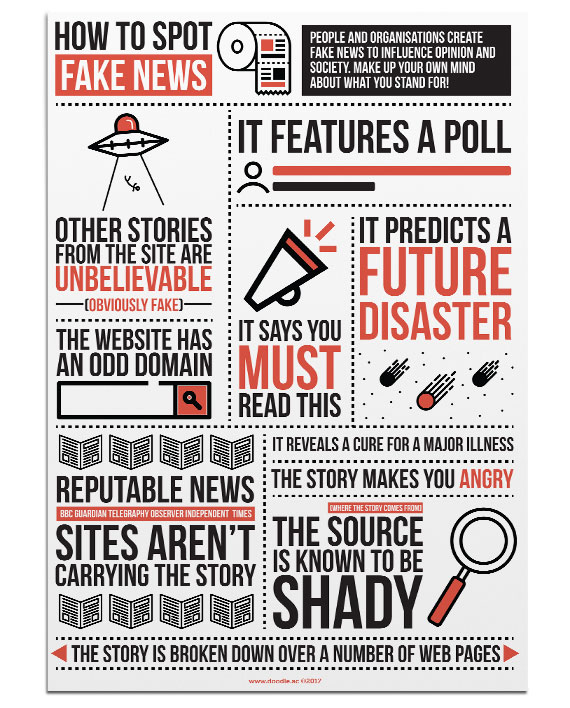 HOW TO SPOT
FAKE NEWS
PEOPLE AND ORGANISATIONS CREATE
FAKE NEWS TO INFLUENCE OPINION AND
SOCIETY. MAKE UP YOUR OWN MIND
ABOUT WHAT YOU STAND FOR!
IT FEATURES A POLL
OTHER STORIES
FROM THE SITE ARE
UNBELIEVABLE
(OBVIOUSLY FAKE)
IT SAYS YOU
MUST
READ THIS
IT PREDICTS A
FUTURE
DISASTER
THE WEBSITE HAS
AN ODD DOMAIN
REPUTABLE NEWS
BBC GUARDIAN TELEGRAPHY OBSERVER INDEPENDENT TIMES
SITES AREN'T
CARRYING THE STORY
IT REVEALS A CURE FOR A MAJOR ILLNESS
THE STORY MAKES YOU ANGRY
(WHERE THE STORY COMES FROM)
THE SOURCE
IS KNOWN TO BE
SHADY
THE STORY IS BROKEN DOWN OVER A NUMBER OF WEB PAGES
www.doodle.ac ©2017